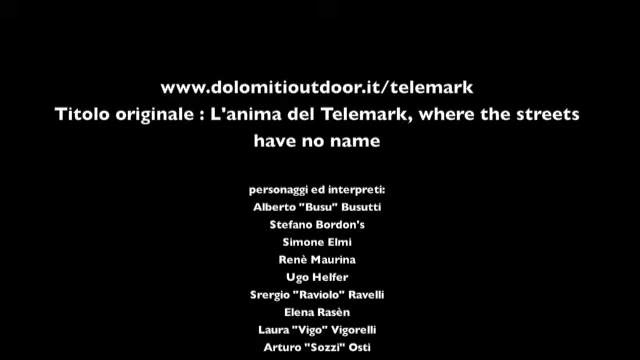 www.dolomitioutdoor.it/telemark
Titolo originale : L'anima del Telemark, where the streets
have no name
personaggi ed interpreti:
Alberto "Busu" Busutti
Stefano Bordon's
Simone Elmi
Renè Maurina
Ugo Helfer
Srergio "Raviolo" Ravelli
Elena Rasèn
Laura "Vigo" Vigorelli
Arturo "Sozzi" Osti